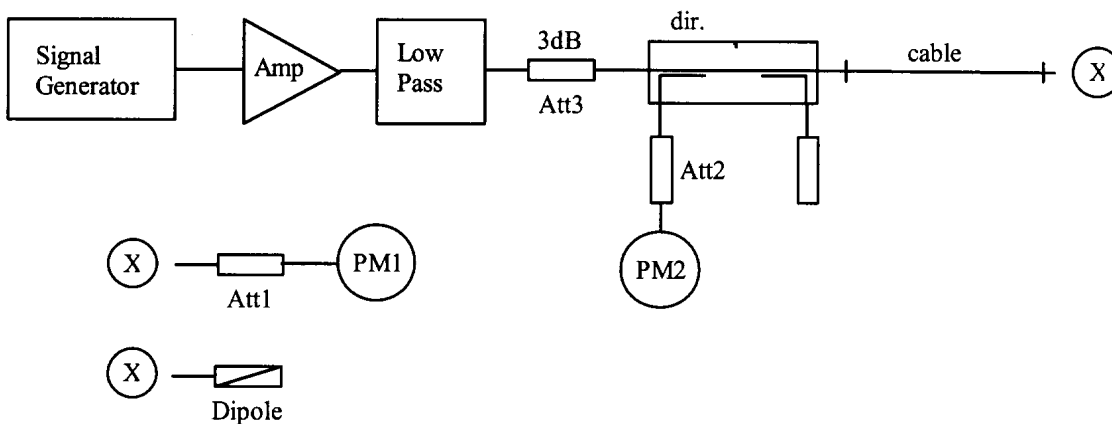 dir.
Signal
Generator
Amp
Low
Pass
3dB
Att3
cable
X
Att2
X
Att1
PM1
PM2
X
Dipole